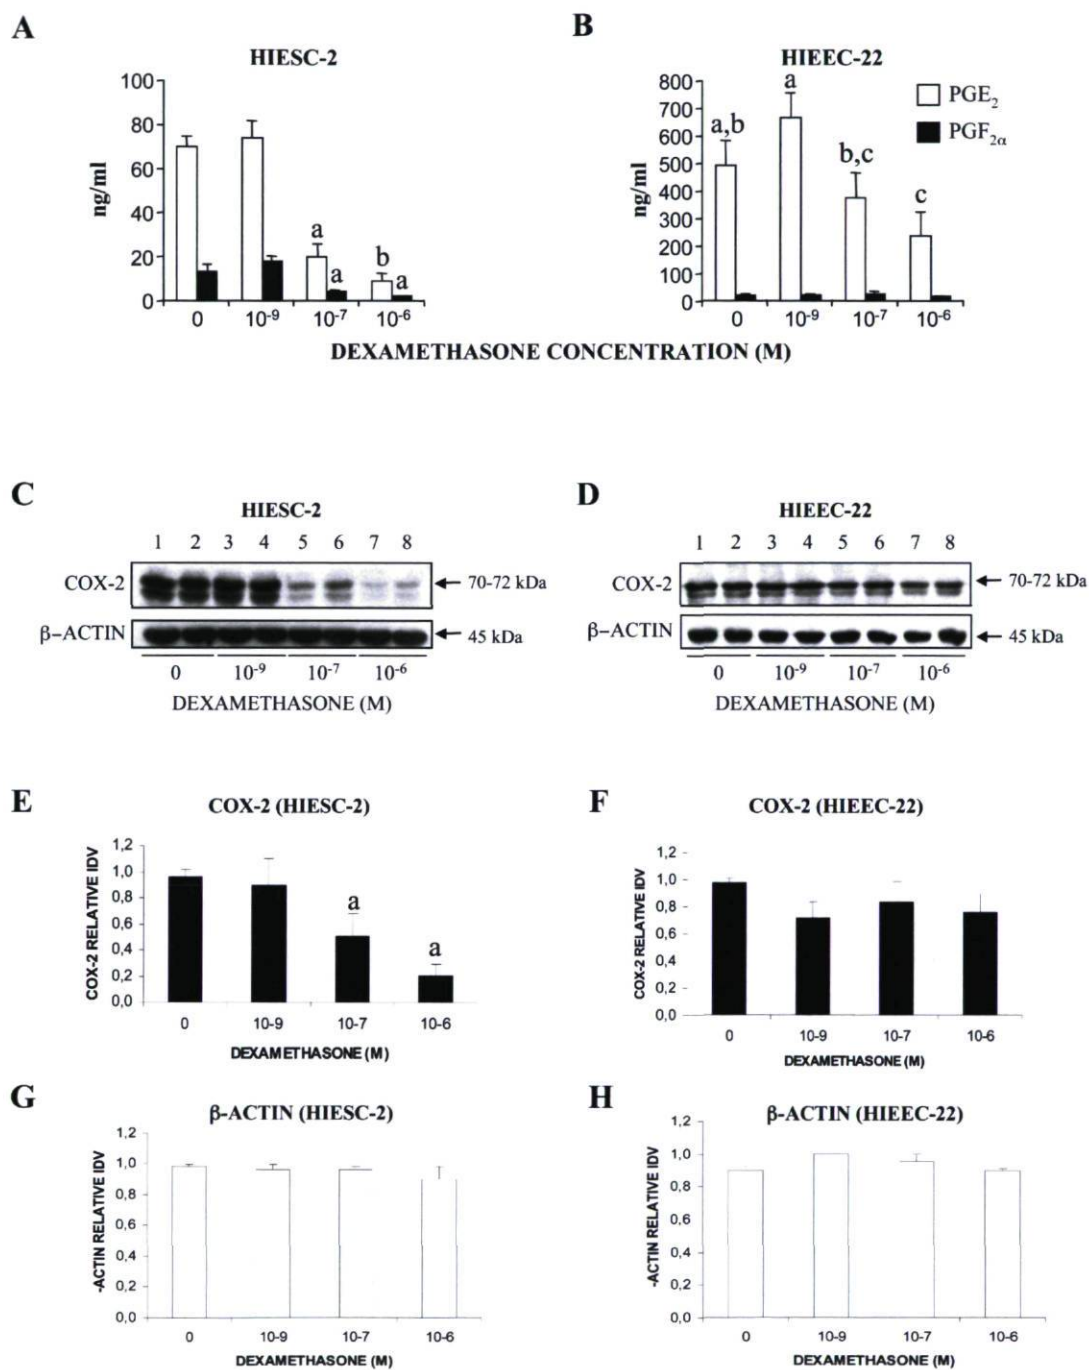 A
HIESC-2
ng/ml
100
80
60
40
20
0
a
a
b
a
0 10-9 10-7 10-6
B
HIEEC-22
ng/ml
800
700
600
500
400
300
200
100
0
a,b
a
b,c
c
PGE2
PGF2α
0 10-9 10-7 10-6
DEXAMETHASONE CONCENTRATION (M)
C
HIESC-2
1 2 3 4 5 6 7 8
COX-2
70-72 kDa
β-ACTIN
45 kDa
0 10-9 10-7 10-6
DEXAMETHASONE (M)
D
HIEEC-22
1 2 3 4 5 6 7 8
COX-2
70-72 kDa
β-ACTIN
45 kDa
0 10-9 10-7 10-6
DEXAMETHASONE (M)
E
COX-2 (HIESC-2)
COX-2 RELATIVE IDV
1,2
1,0
0,8
0,6
0,4
0,2
0,0
a
a
0 10-9 10-7 10-6
DEXAMETHASONE (M)
F
COX-2 (HIEEC-22)
COX-2 RELATIVE IDV
1,2
1,0
0,8
0,6
0,4
0,2
0,0
0 10-9 10-7 10-6
DEXAMETHASONE (M)
G
β-ACTIN (HIESC-2)
-ACTIN RELATIVE IDV
1,2
1,0
0,8
0,6
0,4
0,2
0,0
0 10-9 10-7 10-6
DEXAMETHASONE (M)
H
β-ACTIN (HIEEC-22)
-ACTIN RELATIVE IDV
1,2
1,0
0,8
0,6
0,4
0,2
0,0
0 10-9 10-7 10-6
DEXAMETHASONE (M)